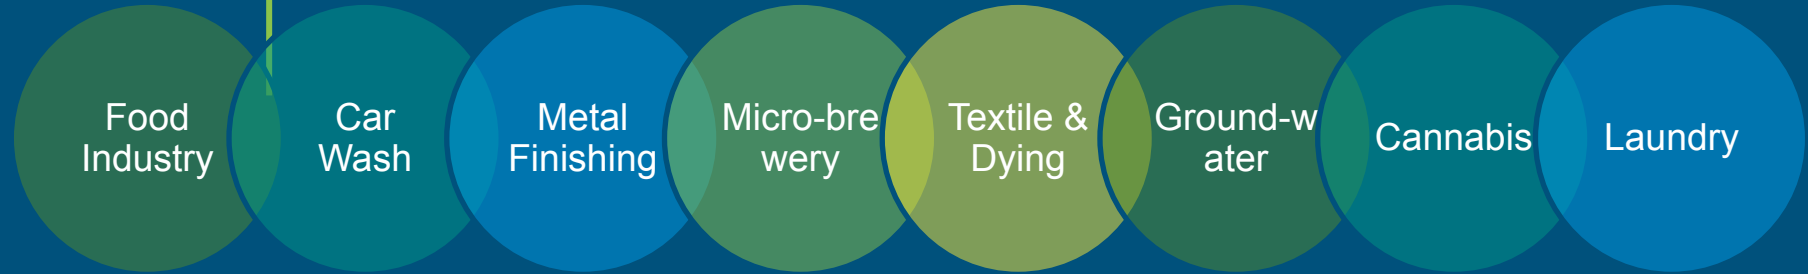 Food
Industry
Car
Wash
Metal
Finishing
Micro-bre
wery
Textile &
Dying
Ground-w
ater
Cannabis
Laundry